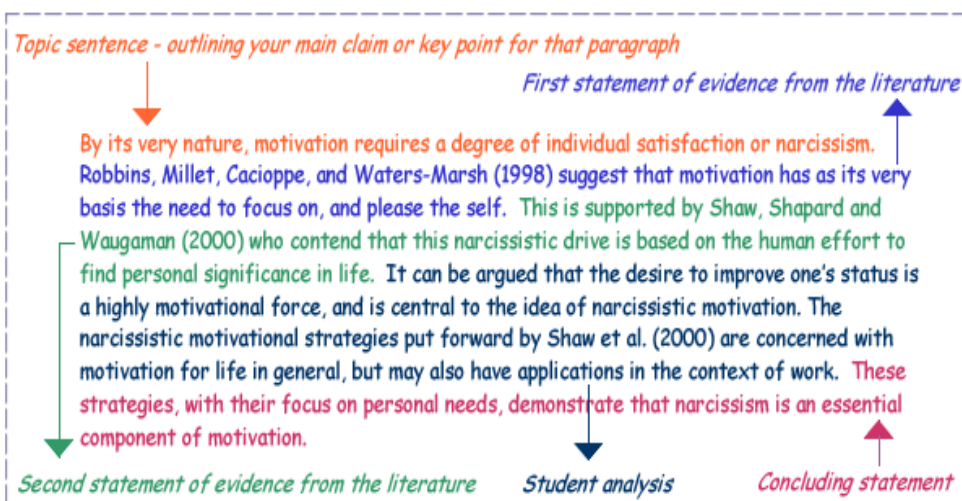 Topic sentence - outlining your main claim or key point for that paragraph
First statement of evidence from the literature
By its very nature, motivation requires a degree of individual satisfaction or narcissism.
Robbins, Millet, Cacioppe, and Waters-Marsh (1998) suggest that motivation has as its very
basis the need to focus on, and please the self. This is supported by Shaw, Shapard and
Waugaman (2000) who contend that this narcissistic drive is based on the human effort to
find personal significance in life. It can be argued that the desire to improve one's status is
a highly motivational force, and is central to the idea of narcissistic motivation. The
narcissistic motivational strategies put forward by Shaw et al. (2000) are concerned with
motivation for life in general, but may also have applications in the context of work. These
strategies, with their focus on personal needs, demonstrate that narcissism is an essential
component of motivation.
Second statement of evidence from the literature
Student analysis
Concluding statement